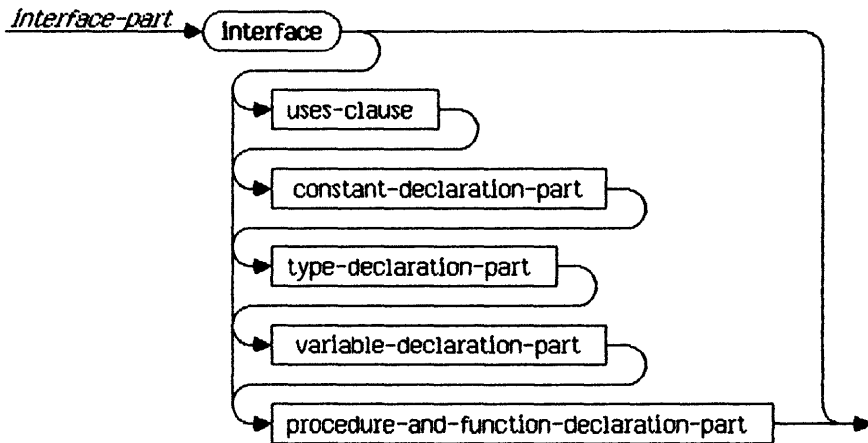 interface-part
interface
uses-clause
constant-declaration-part
type-declaration-part
variable-declaration-part
procedure-and-function-declaration-part